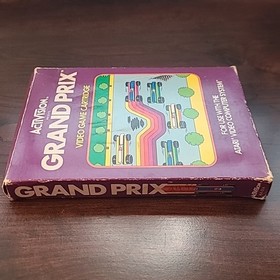 ACTIVISION
GRAND PRIX
VIDEO GAME CARTRIDGE
FOR USE WITH THE
ATARI VIDEO COMPUTER SYSTEM
GRAND PRIX